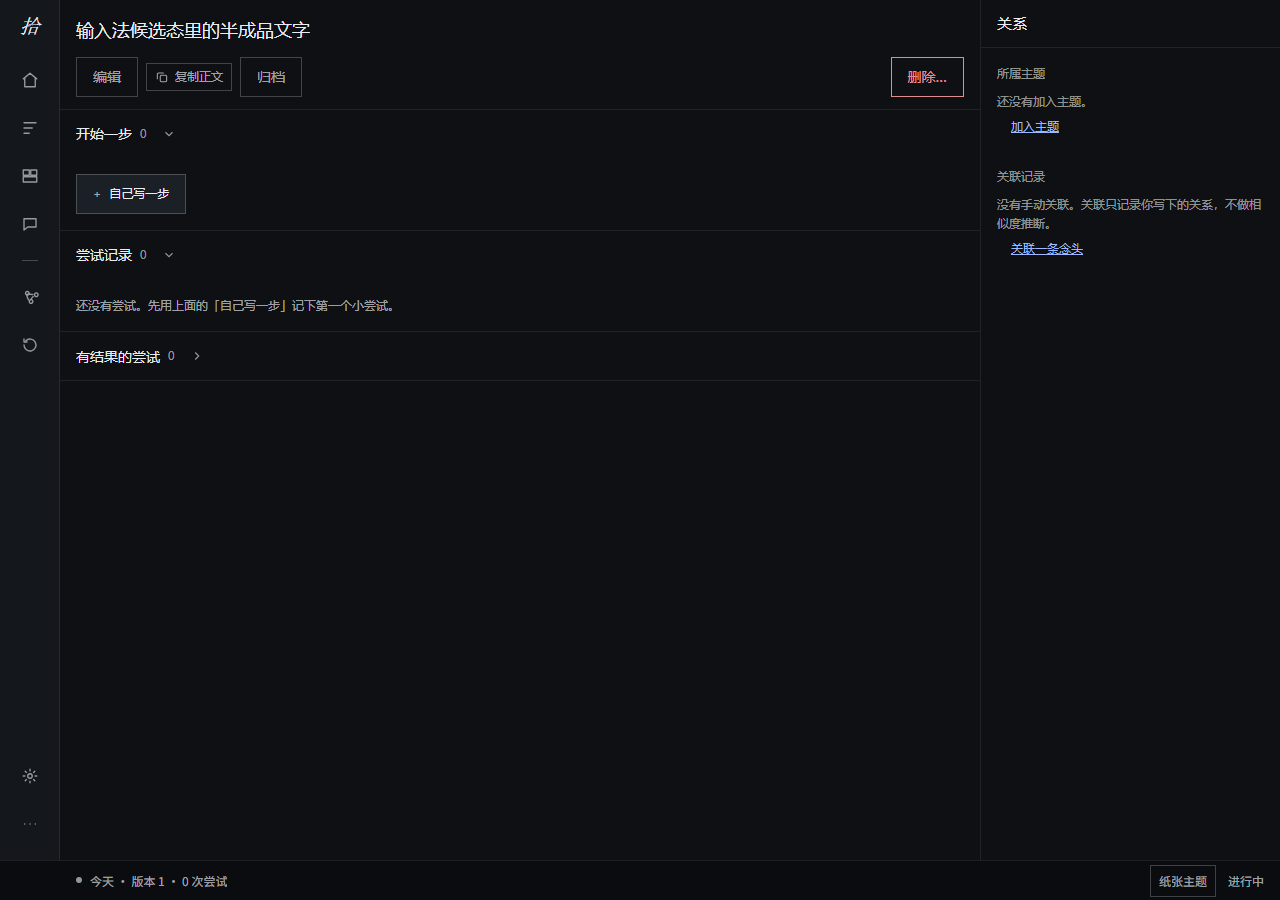 拾
输入法候选态里的半成品文字
编辑
复制正文
归档
删除...
开始一步 0
+ 自己写一步
尝试记录 0
还没有尝试。先用上面的「自己写一步」记下第一个小尝试。
有结果的尝试 0
关系
所属主题
还没有加入主题。
加入主题
关联记录
没有手动关联。关联只记录你写下的关系，不做相
似度推断。
关联一条念头
...
今天 · 版本 1 · 0 次尝试
纸张主题
进行中